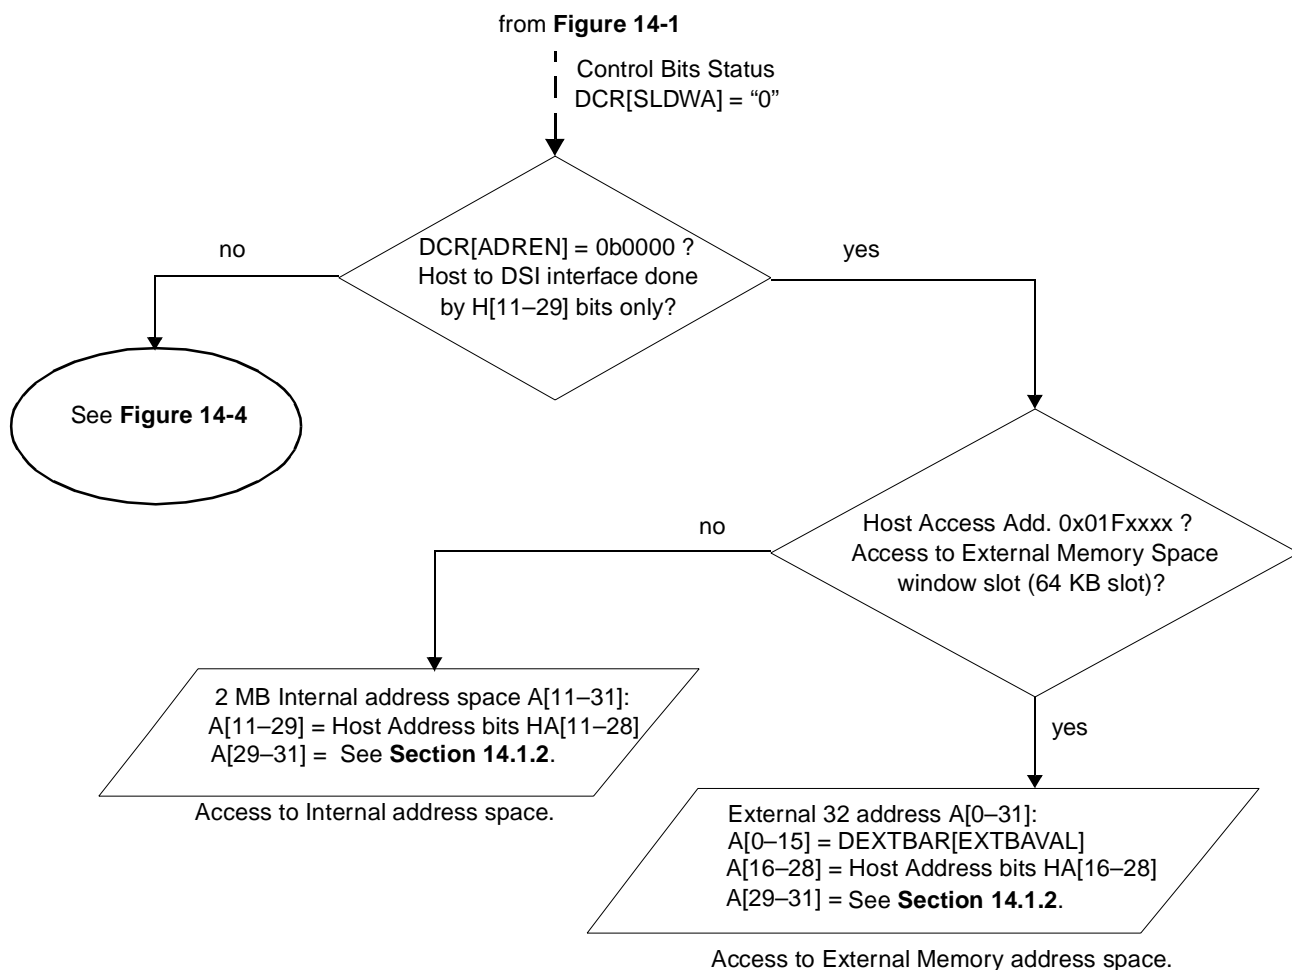 from Figure 14-1
Control Bits Status
DCR[SLDWA] = “0”
DCR[ADREN] = 0b0000 ?
Host to DSI interface done
by H[11–29] bits only?
no
yes
See Figure 14-4
Host Access Add. 0x01Fxxxx ?
Access to External Memory Space
window slot (64 KB slot)?
no
yes
2 MB Internal address space A[11–31]:
A[11–29] = Host Address bits HA[11–28]
A[29–31] = See Section 14.1.2.
Access to Internal address space.
External 32 address A[0–31]:
A[0–15] = DEXTBAR[EXTBAVAL]
A[16–28] = Host Address bits HA[16–28]
A[29–31] = See Section 14.1.2.
Access to External Memory address space.